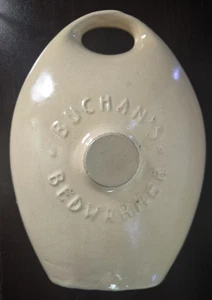 - BUCHAN'S -
BEDWARMER